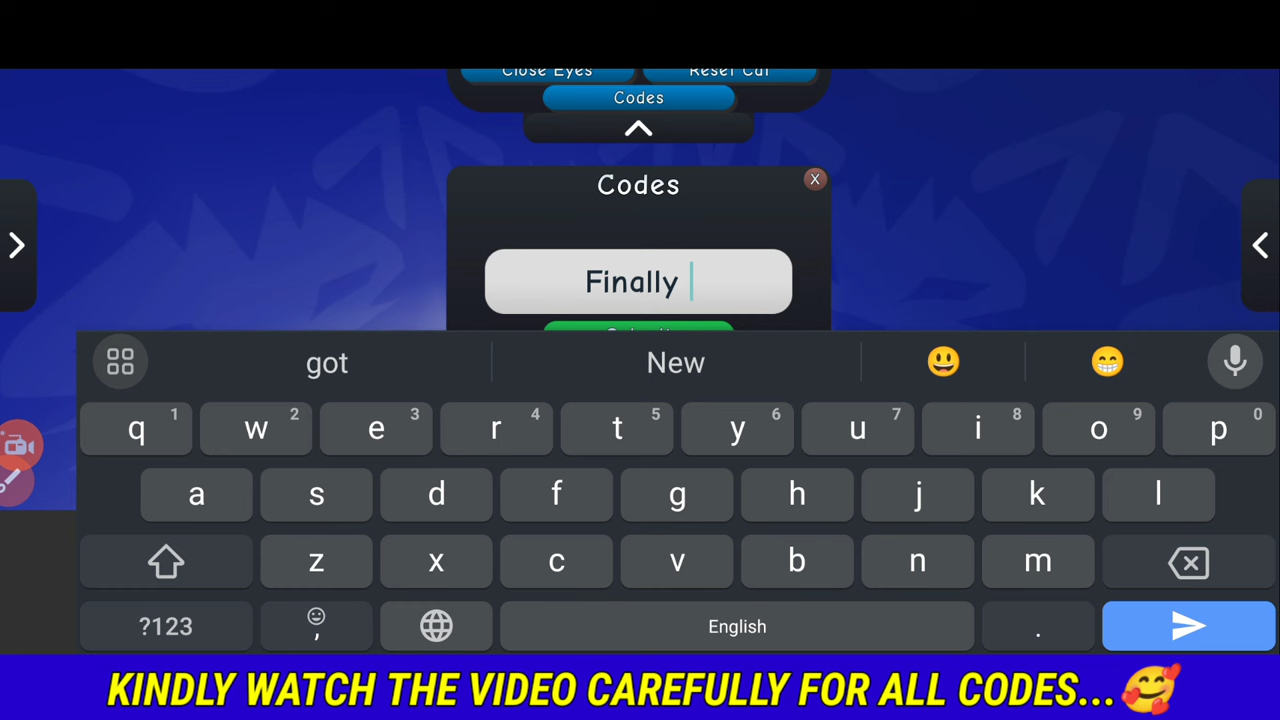 Close Eyes Reset Cut
Codes
Codes
X
Finally
got New 😃 😁
q 1 w 2 e 3 r 4 t 5 y 6 u 7 i 8 o 9 p 0
a s d f g h j k l
z x c v b n m
?123 , English .
KINDLY WATCH THE VIDEO CAREFULLY FOR ALL CODES...🥰